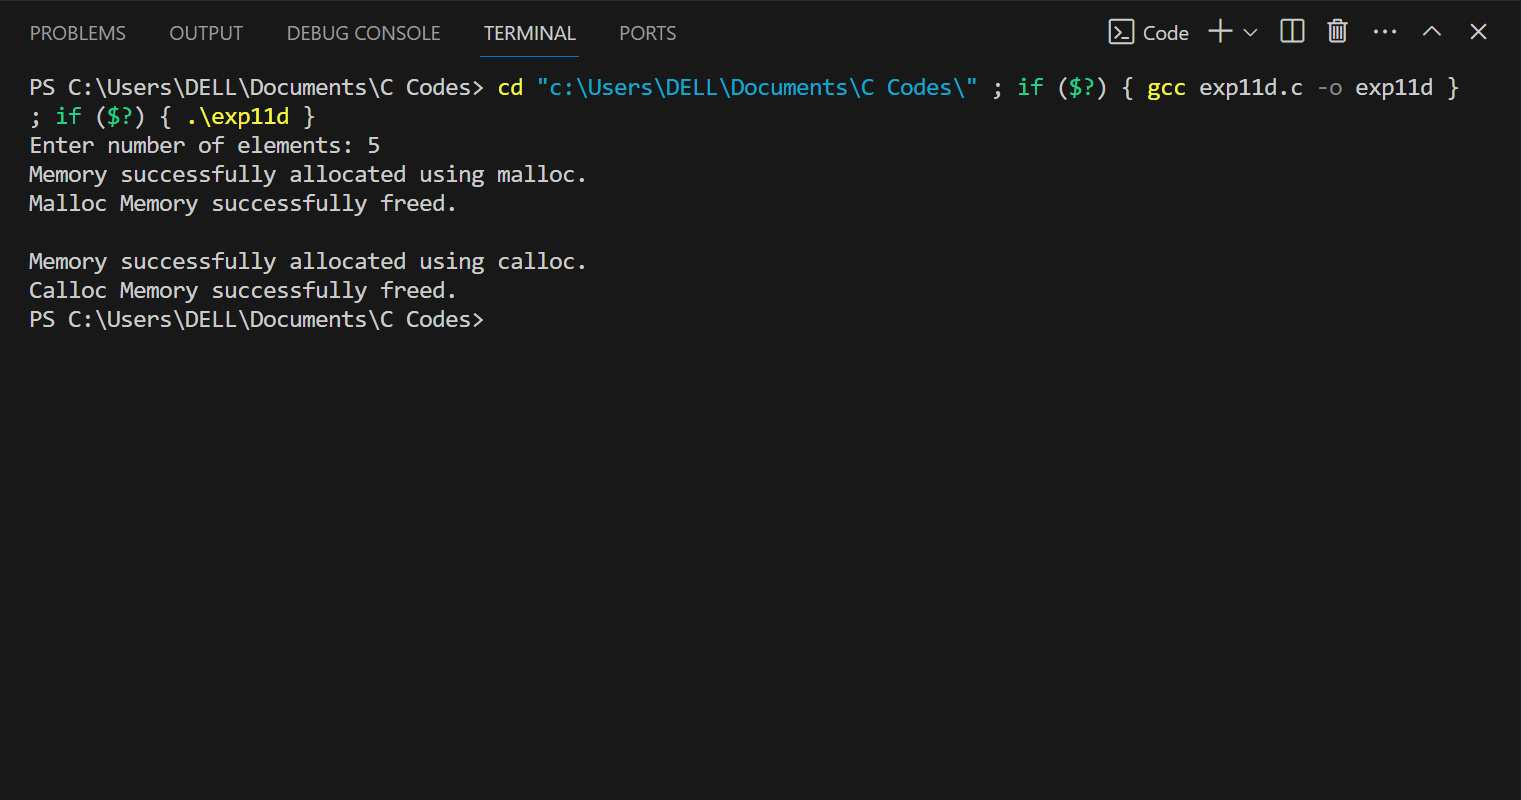 PROBLEMS OUTPUT DEBUG CONSOLE TERMINAL PORTS Code
PS C:\Users\DELL\Documents\C Codes> cd "c:\Users\DELL\Documents\C Codes\" ; if ($?) { gcc exp11d.c -o exp11d }
; if ($?) { .\exp11d }
Enter number of elements: 5
Memory successfully allocated using malloc.
Malloc Memory successfully freed.

Memory successfully allocated using calloc.
Calloc Memory successfully freed.
PS C:\Users\DELL\Documents\C Codes>